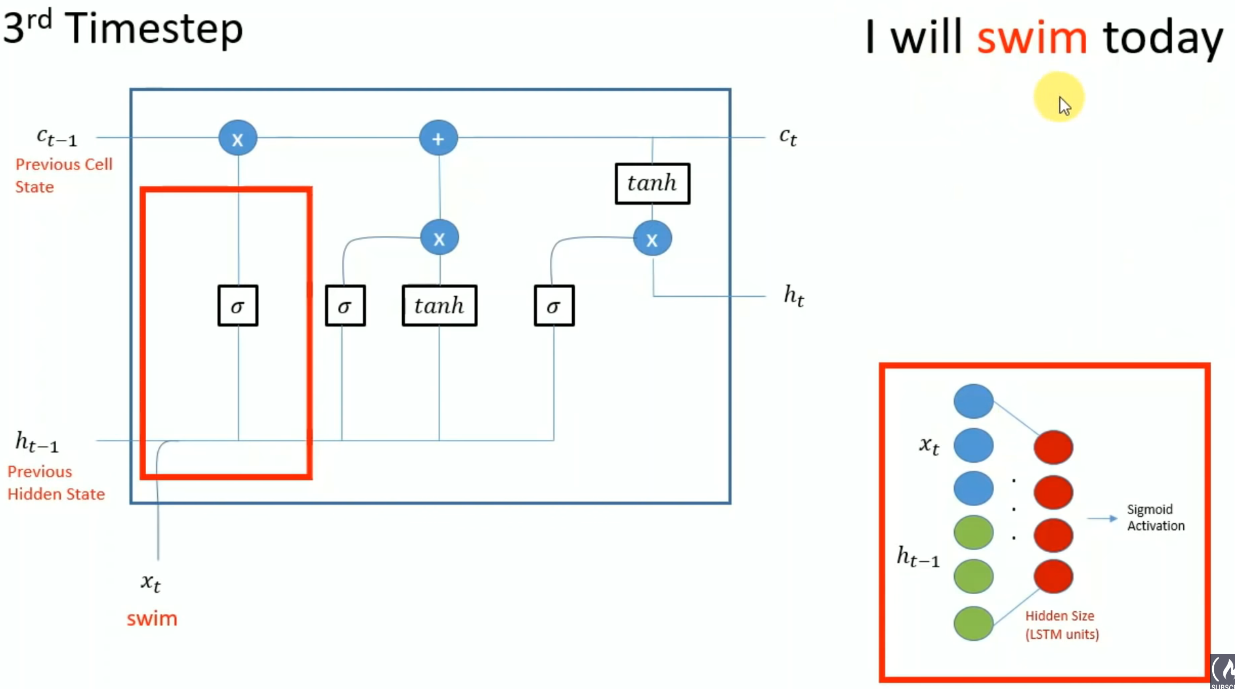 3rd Timestep
I will swim today
c_{t−1}
Previous Cell
State
x
+
c_t
tanh
x
x
σ
σ
tanh
σ
h_t
h_{t−1}
Previous
Hidden State
x_t
swim
x_t
h_{t−1}
.
.
.
Sigmoid
Activation
Hidden Size
(LSTM units)